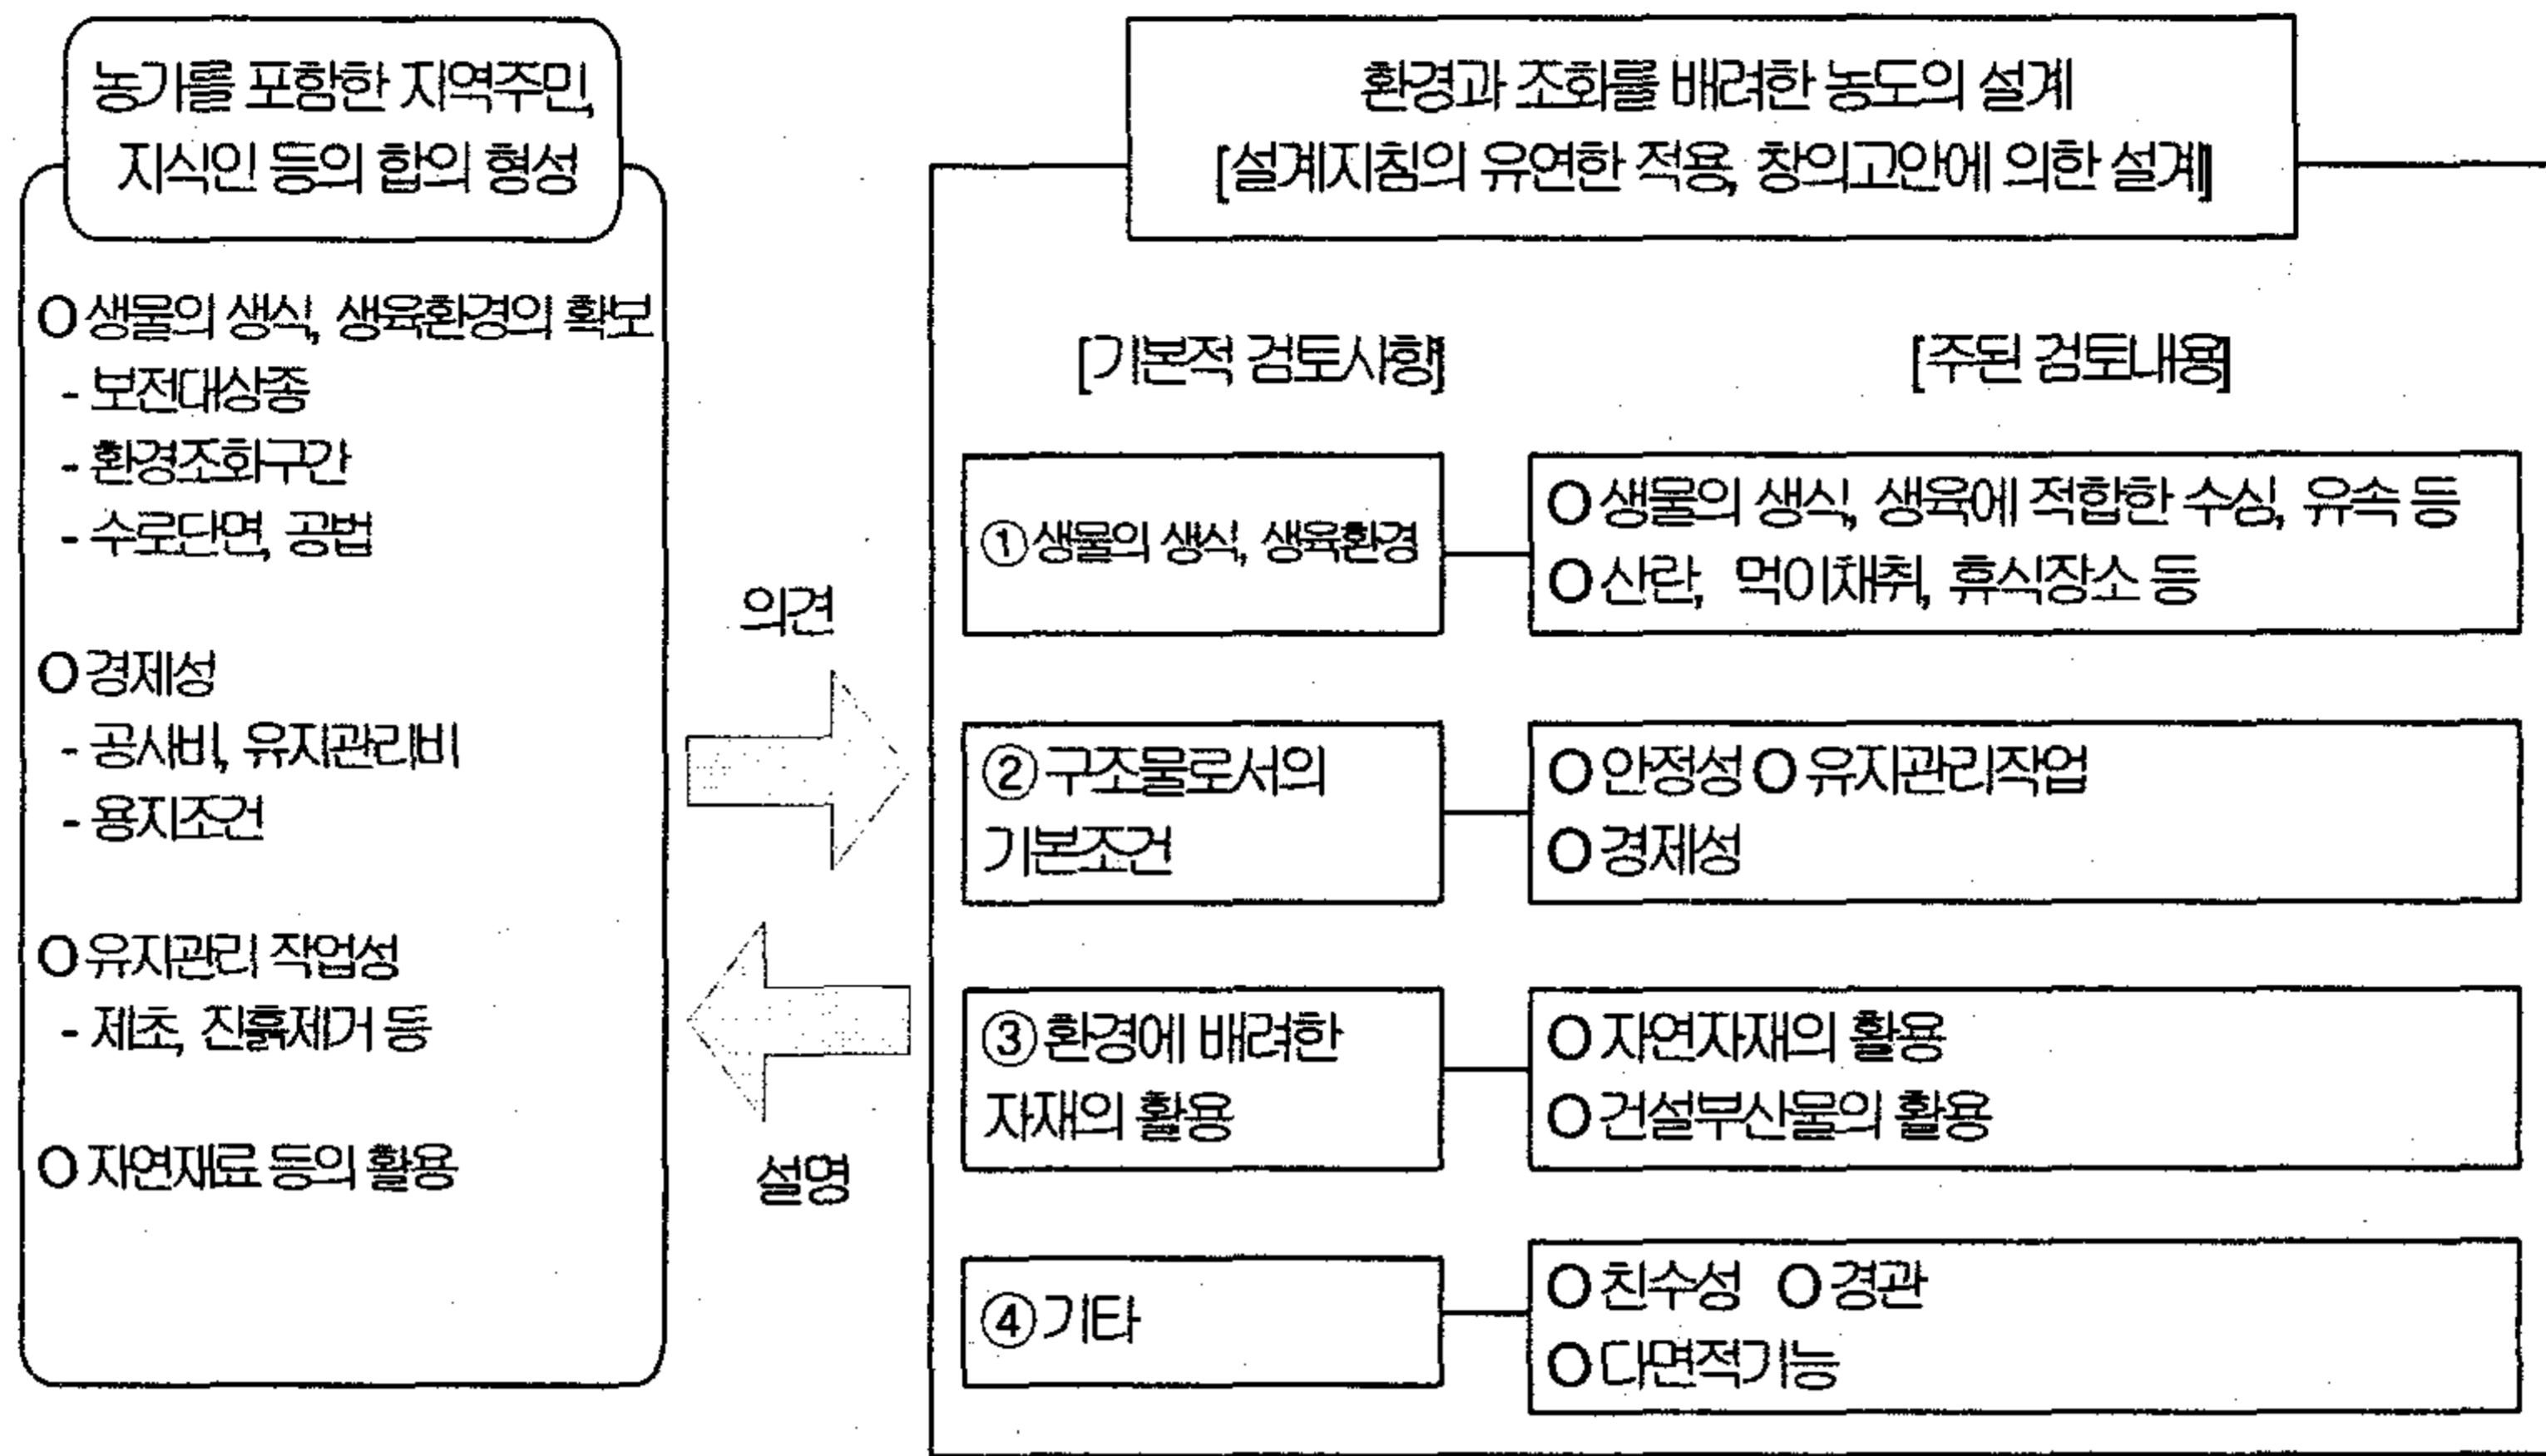 농가를 포함한 지역주민,
지식인 등의 합의 형성
O 생물의 생식, 생육환경의 확보
- 보전대상종
- 환경조화구간
- 수로단면, 공법
O 경제성
- 공사비, 유지관리비
- 용지조건
O 유지관리 작업성
- 제초, 진흙제거 등
O 자연재료 등의 활용
의견
설명
환경과 조화를 배려한 농도의 설계
[설계지침의 유연한 적용, 창의고안에 의한 설계]
[기본적 검토사항]
[주된 검토내용]
① 생물의 생식, 생육환경
O 생물의 생식, 생육에 적합한 수심, 유속 등
O 산란, 먹이채취, 휴식장소 등
② 구조물로서의
기본조건
O 안정성 O 유지관리작업
O 경제성
③ 환경에 배려한
자재의 활용
O 자연자재의 활용
O 건설부산물의 활용
④ 기타
O 친수성 O 경관
O 다면적기능